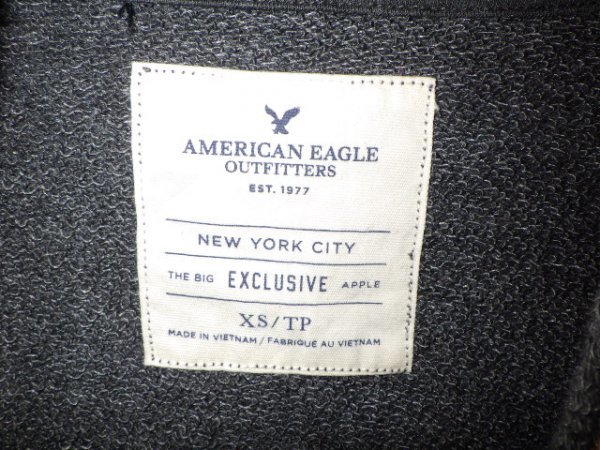 AMERICAN EAGLE
OUTFITTERS
EST. 1977
NEW YORK CITY
THE BIG EXCLUSIVE APPLE
XS/TP
MADE IN VIETNAM / FABRIQUÉ AU VIETNAM